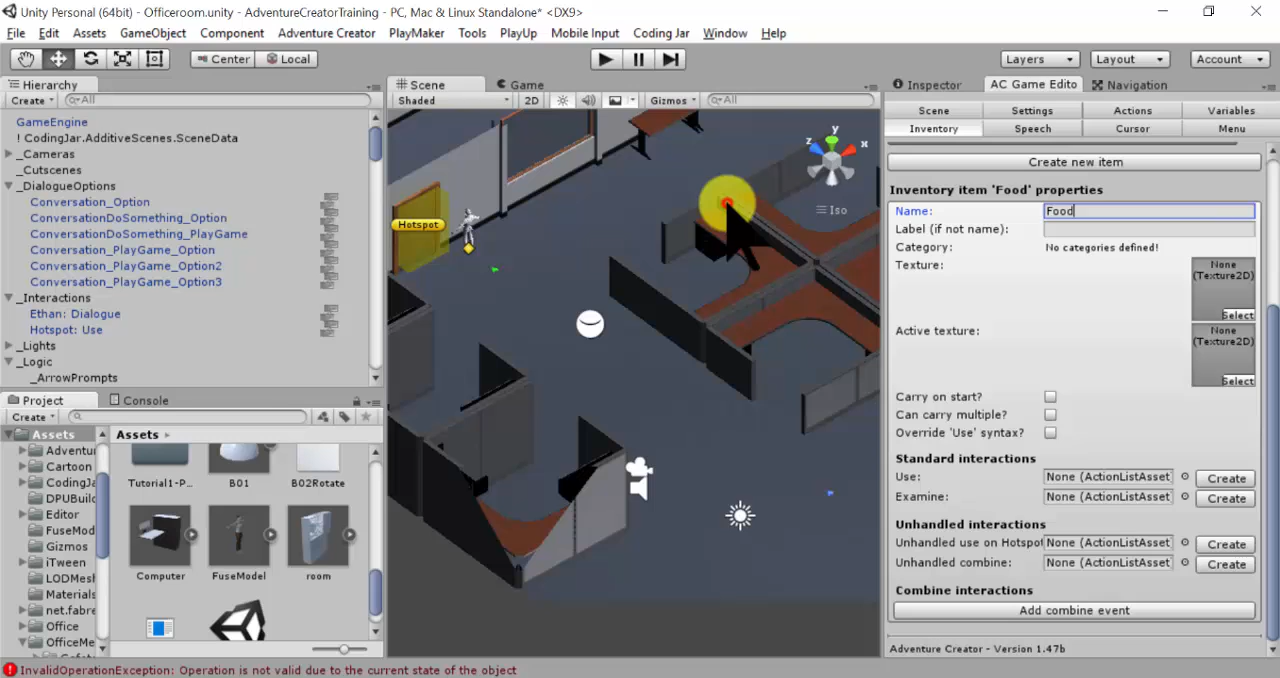 Unity Personal (64bit) - Officeroom.unity - AdventureCreatorTraining - PC, Mac & Linux Standalone* <DX9>
File Edit Assets GameObject Component Adventure Creator PlayMaker Tools PlayUp Mobile Input Coding Jar Window Help
Center Local Layers Layout Account
Hierarchy
Create All
GameEngine
! CodingJar.AdditiveScenes.SceneData
_Cameras
_Cutscenes
_DialogueOptions
Conversation_Option
ConversationDoSomething_Option
ConversationDoSomething_PlayGame
Conversation_PlayGame_Option
Conversation_PlayGame_Option2
Conversation_PlayGame_Option3
_Interactions
Ethan: Dialogue
Hotspot: Use
_Lights
_Logic
_ArrowPrompts
Project Console
Create
Assets
Adventu
Cartoon
CodingJ
DPUBuil
Editor
FuseMod
Gizmos
iTween
LODMesh
Materials
net.fabre
Office
OfficeMe
Assets
Tutorial1-P... B01 B02Rotate
Computer FuseModel room
Scene Game
Shaded 2D Gizmos All
y
z x
Iso
Hotspot
Inspector AC Game Edito Navigation
Scene Settings Actions Variables
Inventory Speech Cursor Menu
Create new item
Inventory item 'Food' properties
Name: Food
Label (if not name):
Category: No categories defined!
Texture: None (Texture2D) Select
Active texture: None (Texture2D) Select
Carry on start?
Can carry multiple?
Override 'Use' syntax?
Standard interactions
Use: None (ActionListAsset Create
Examine: None (ActionListAsset Create
Unhandled interactions
Unhandled use on Hotspot None (ActionListAsset Create
Unhandled combine: None (ActionListAsset Create
Combine interactions
Add combine event
Adventure Creator - Version 1.47b
InvalidOperationException: Operation is not valid due to the current state of the object